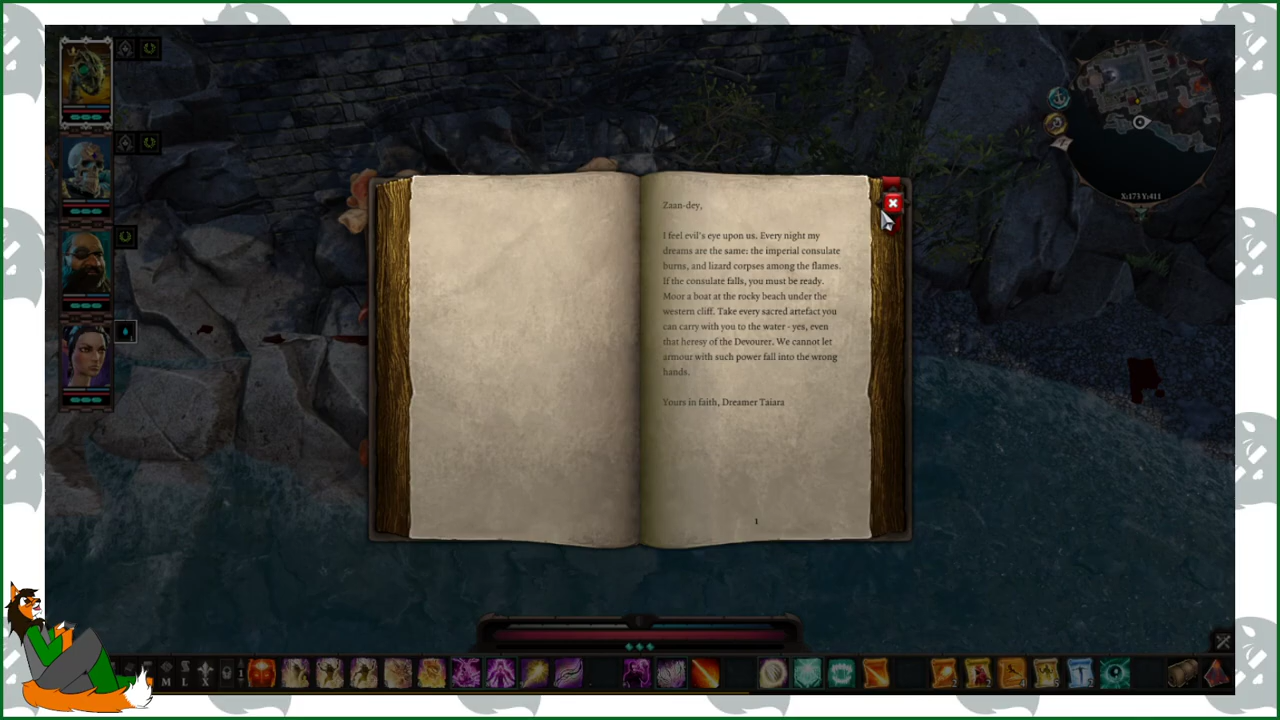 X:173 Y:411
Zaan-dey,
I feel evil's eye upon us. Every night my
dreams are the same: the imperial consulate
burns, and lizard corpses among the flames.
If the consulate falls, you must be ready.
Moor a boat at the rocky beach under the
western cliff. Take every sacred artefact you
can carry with you to the water - yes, even
that heresy of the Devourer. We cannot let
armour with such power fall into the wrong
hands.
Yours in faith, Dreamer Taiara
1
M L X 1